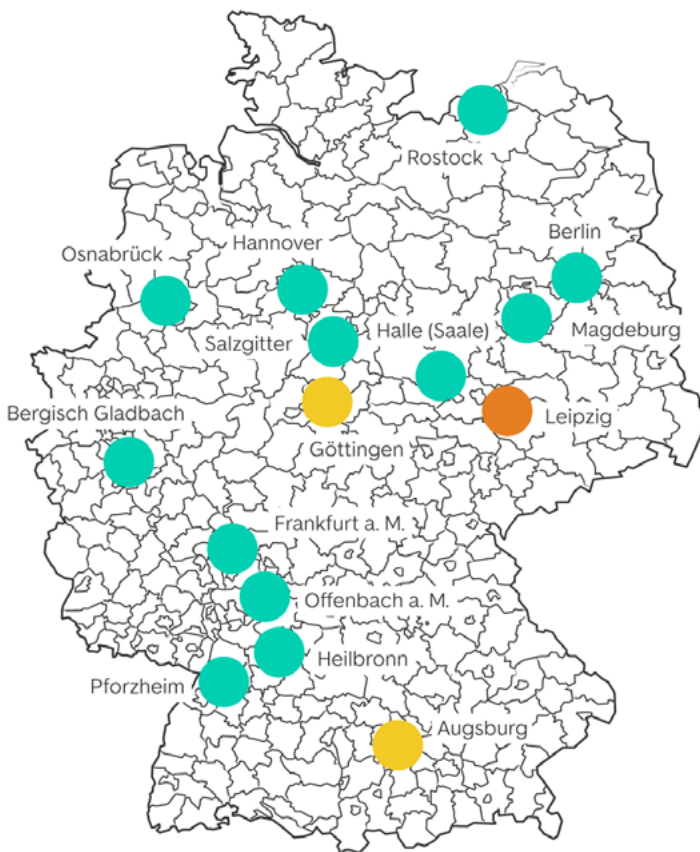 Rostock
Berlin
Hannover
Osnabrück
Magdeburg
Halle (Saale)
Salzgitter
Bergisch Gladbach
Leipzig
Göttingen
Frankfurt a. M.
Offenbach a. M.
Heilbronn
Pforzheim
Augsburg